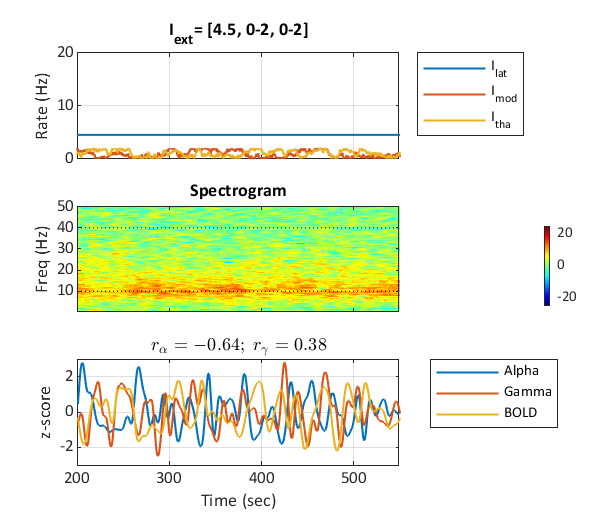 I_ext= [4.5, 0-2, 0-2]
20
10
0
Rate (Hz)
I_lat
I_mod
I_tha
Spectrogram
50
40
30
20
10
Freq (Hz)
20
0
-20
r_α = −0.64; r_γ = 0.38
2
0
-2
z-score
Alpha
Gamma
BOLD
200 300 400 500
Time (sec)